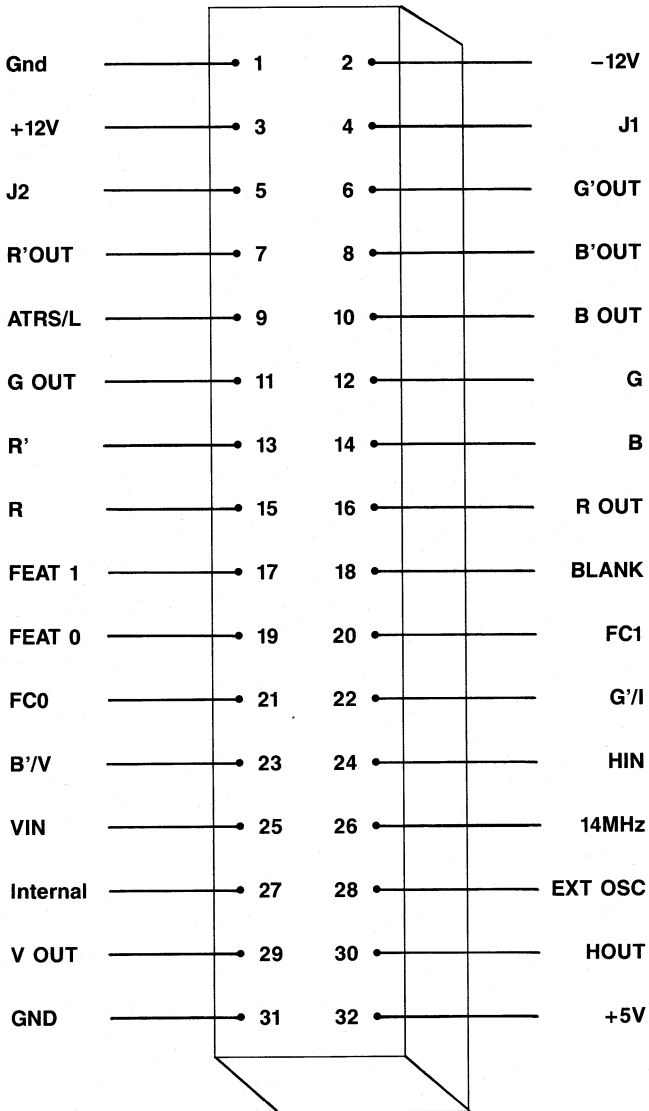 Gnd 1 2 −12V
+12V 3 4 J1
J2 5 6 G'OUT
R'OUT 7 8 B'OUT
ATRS/L 9 10 B OUT
G OUT 11 12 G
R' 13 14 B
R 15 16 R OUT
FEAT 1 17 18 BLANK
FEAT 0 19 20 FC1
FC0 21 22 G'/I
B'/V 23 24 HIN
VIN 25 26 14MHz
Internal 27 28 EXT OSC
V OUT 29 30 HOUT
GND 31 32 +5V